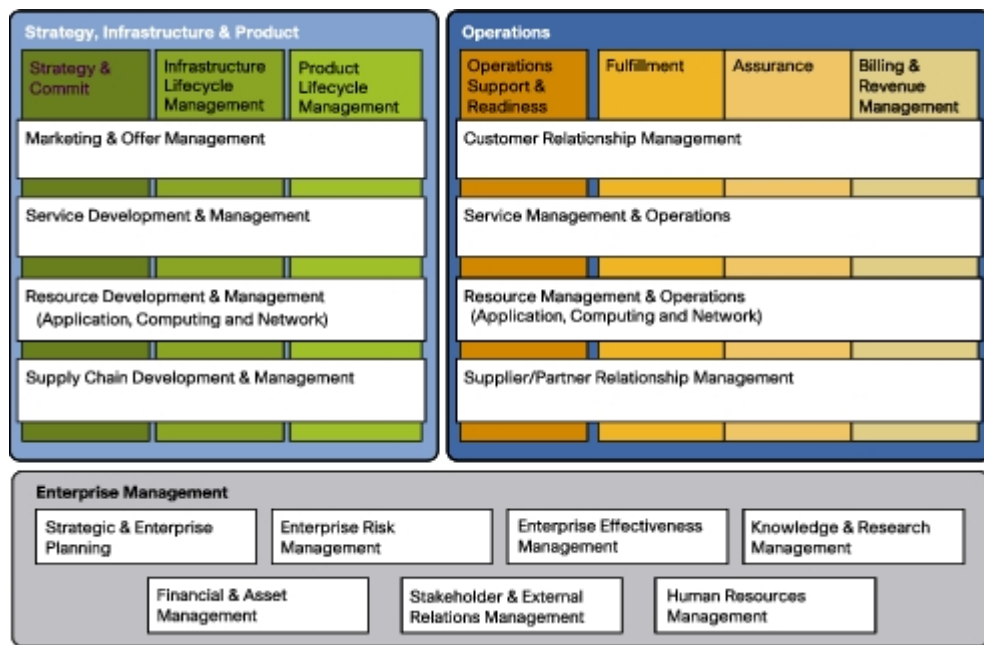 Strategy, Infrastructure & Product
Strategy &
Commit
Infrastructure
Lifecycle
Management
Product
Lifecycle
Management
Marketing & Offer Management
Service Development & Management
Resource Development & Management
(Application, Computing and Network)
Supply Chain Development & Management
Operations
Operations
Support &
Readiness
Fulfillment
Assurance
Billing &
Revenue
Management
Customer Relationship Management
Service Management & Operations
Resource Management & Operations
(Application, Computing and Network)
Supplier/Partner Relationship Management
Enterprise Management
Strategic & Enterprise
Planning
Enterprise Risk
Management
Enterprise Effectiveness
Management
Knowledge & Research
Management
Financial & Asset
Management
Stakeholder & External
Relations Management
Human Resources
Management